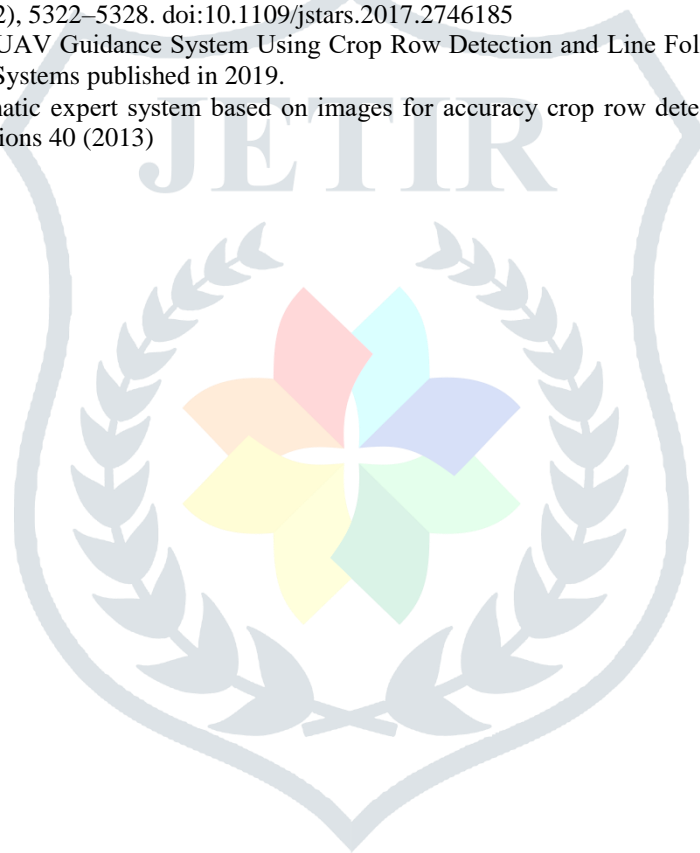 2), 5322–5328. doi:10.1109/jstars.2017.2746185
UAV Guidance System Using Crop Row Detection and Line Fol
Systems published in 2019.
natic expert system based on images for accuracy crop row dete
ions 40 (2013)
JETIR